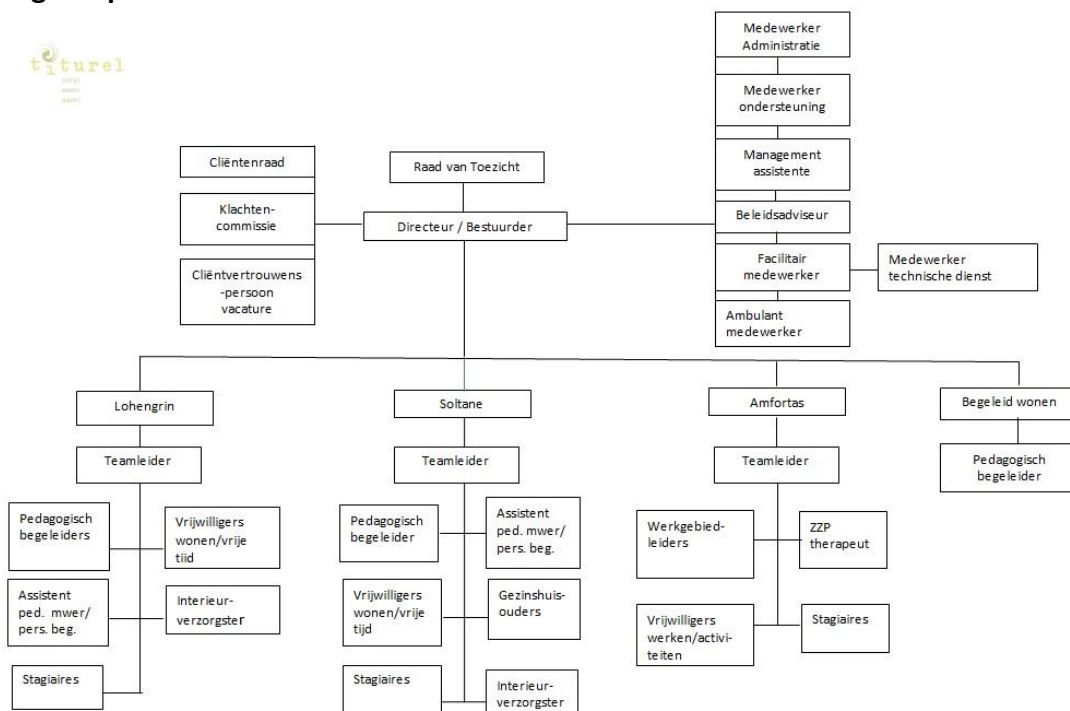 titurel
Medewerker
Administratie
Medewerker
ondersteuning
Cliëntenraad
Raad van Toezicht
Management
assistente
Klachten-
commissie
Directeur / Bestuurder
Beleidsadviseur
Cliëntvertrouwens
-persoon
vacature
Facilitair
medewerker
Medewerker
technische dienst
Ambulant
medewerker
Lohengrin
Soltane
Amfortas
Begeleid wonen
Teamleider
Teamleider
Teamleider
Pedagogisch
begeleider
Pedagogisch
begeleiders
Vrijwilligers
wonen/vrije
tiid
Assistent
ped. mwer/
pers. beg.
Interieur-
verzorgster
Stagiaires
Pedagogisch
begeleider
Assistent
ped. mwer/
pers. beg.
Vrijwilligers
wonen/vrije
tijd
Gezinshuis-
ouders
Stagiaires
Interieur-
verzorgster
Werkgebied-
leiders
ZZP
therapeut
Vrijwilligers
werken/activi-
teiten
Stagiaires